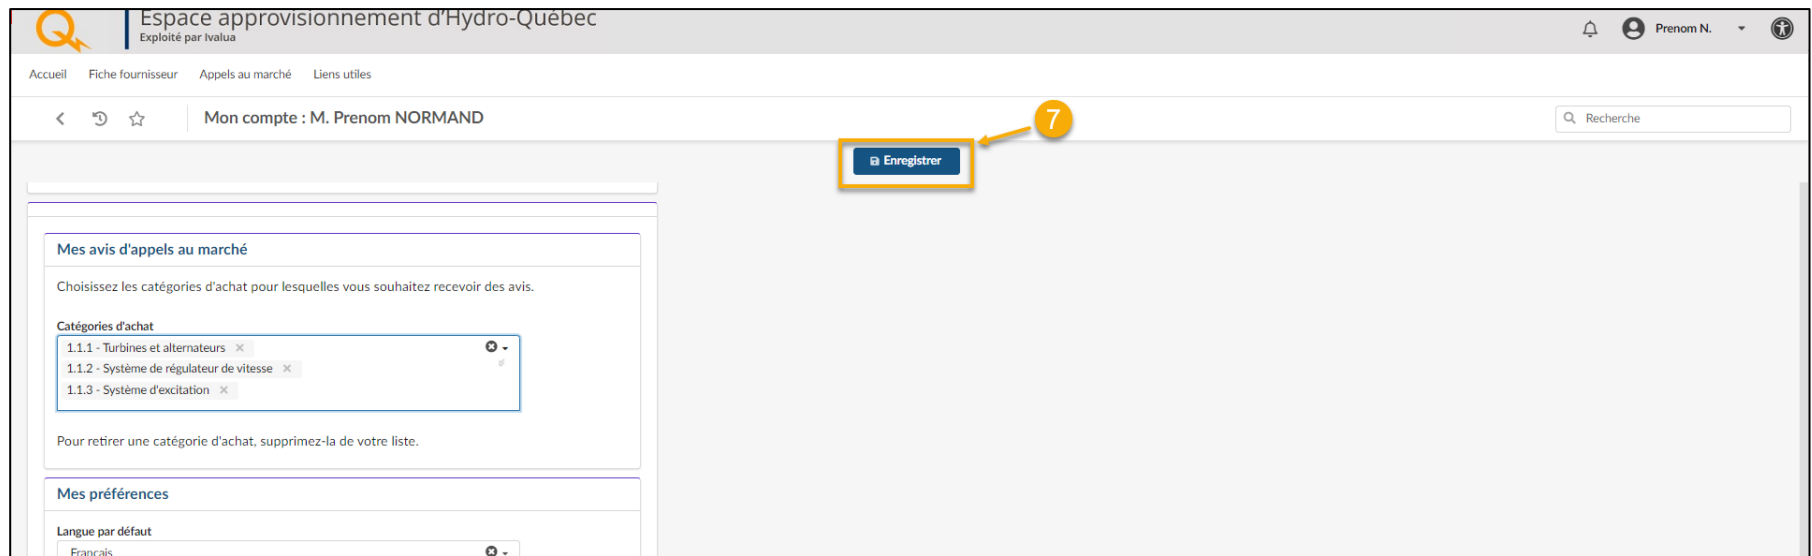 Espace approvisionnement d'Hydro-Québec
Exploité par Ivalua
Prenom N.
Accueil Fiche fournisseur Appels au marché Liens utiles
Mon compte : M. Prenom NORMAND
7
Recherche
Enregistrer
Mes avis d'appels au marché
Choisissez les catégories d'achat pour lesquelles vous souhaitez recevoir des avis.
Catégories d'achat
1.1.1 - Turbines et alternateurs
1.1.2 - Système de régulateur de vitesse
1.1.3 - Système d'excitation
Pour retirer une catégorie d'achat, supprimez-la de votre liste.
Mes préférences
Langue par défaut
Français